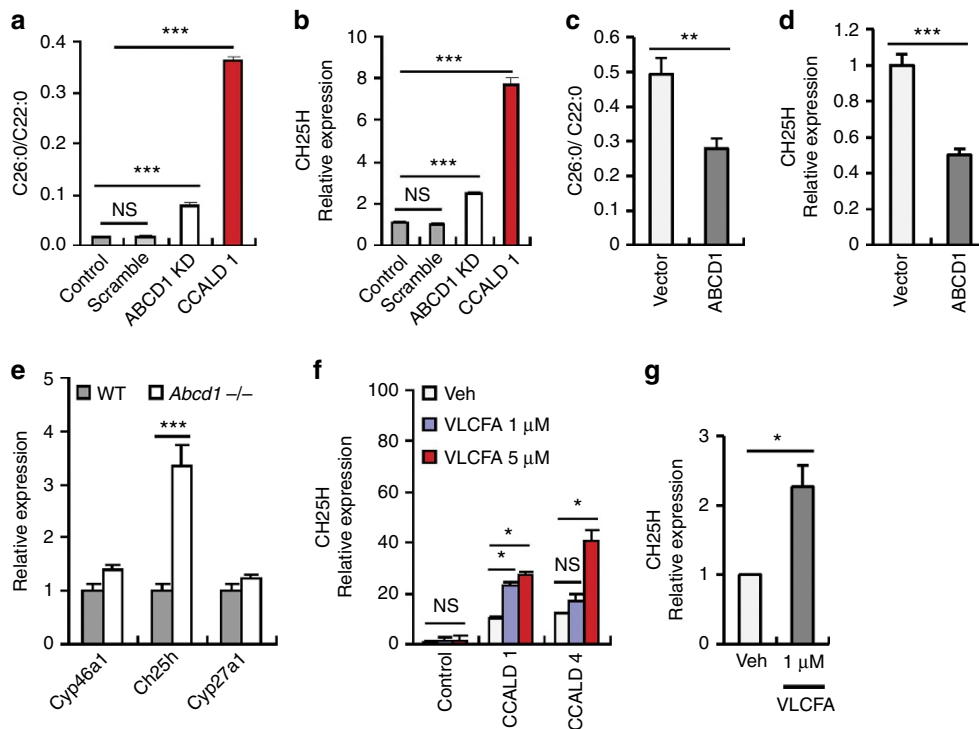 a
C26:0/C22:0
0.4
0.3
0.2
0.1
0.0
***
***
NS
Control
Scramble
ABCD1 KD
CCALD 1
b
CH25H
Relative expression
10
8
6
4
2
0
***
***
NS
Control
Scramble
ABCD1 KD
CCALD 1
c
C26:0/ C22:0
0.6
0.5
0.4
0.3
0.2
0.1
0
**
Vector
ABCD1
d
CH25H
Relative expression
1.2
1
0.8
0.6
0.4
0.2
0
***
Vector
ABCD1
e
Relative expression
5
4
3
2
1
0
WT
Abcd1 –/–
***
Cyp46a1
Ch25h
Cyp27a1
f
CH25H
Relative expression
100
80
60
40
20
0
Veh
VLCFA 1 μM
VLCFA 5 μM
NS
*
*
NS
*
Control
CCALD 1
CCALD 4
g
CH25H
Relative expression
3
2
1
0
*
Veh
1 μM
VLCFA